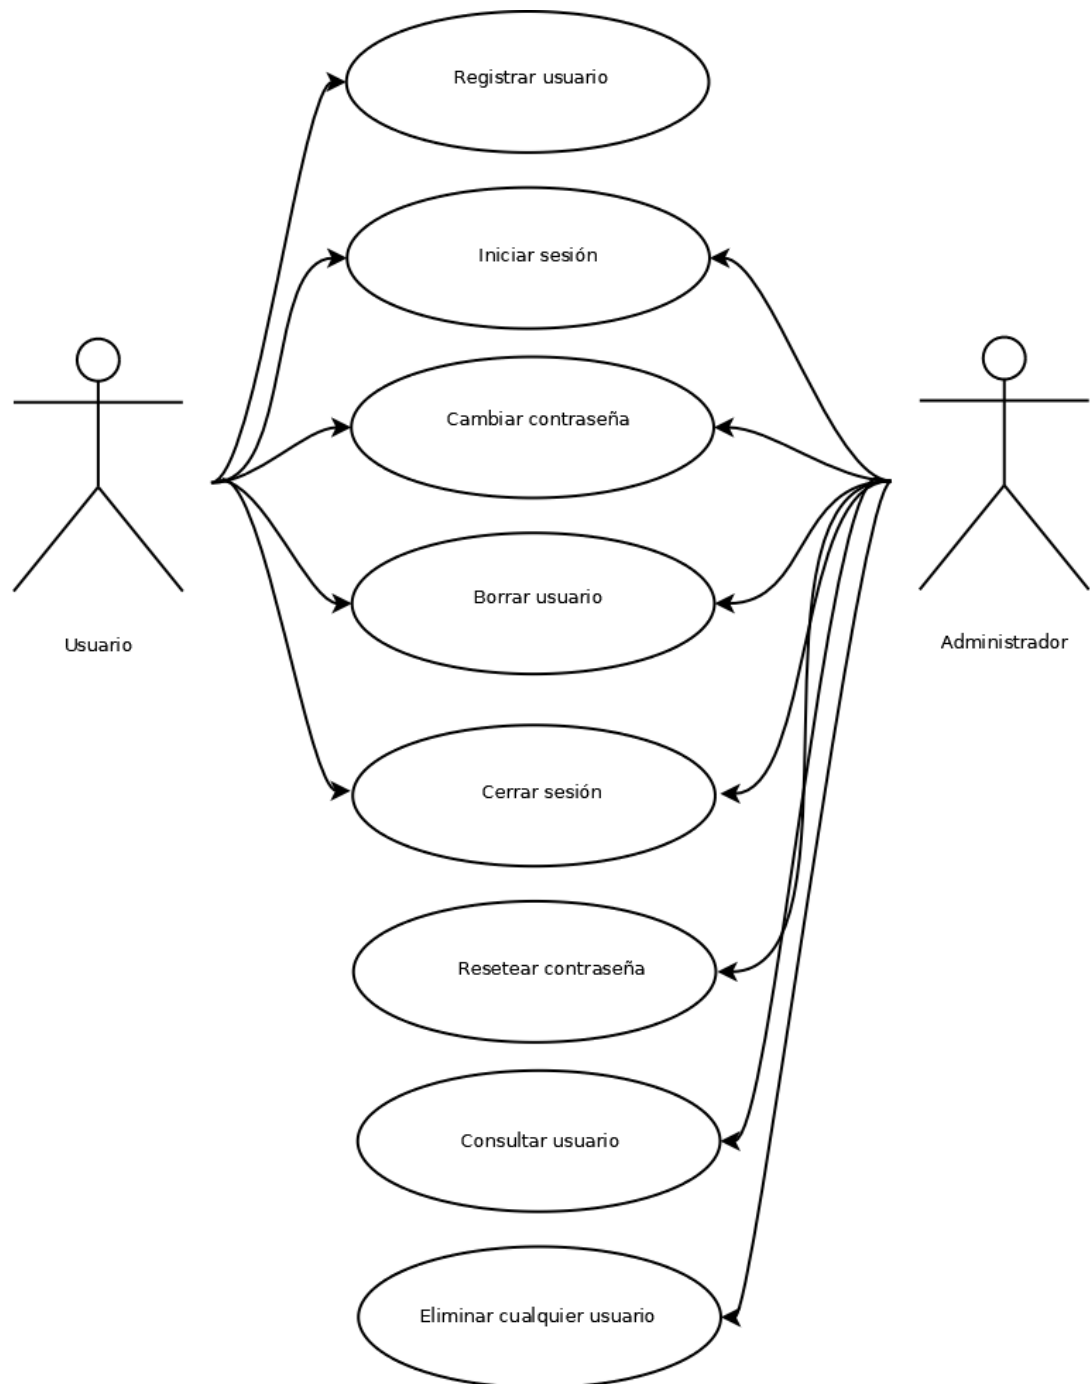 Registrar usuario
Iniciar sesión
Cambiar contraseña
Borrar usuario
Usuario
Administrador
Cerrar sesión
Resetear contraseña
Consultar usuario
Eliminar cualquier usuario